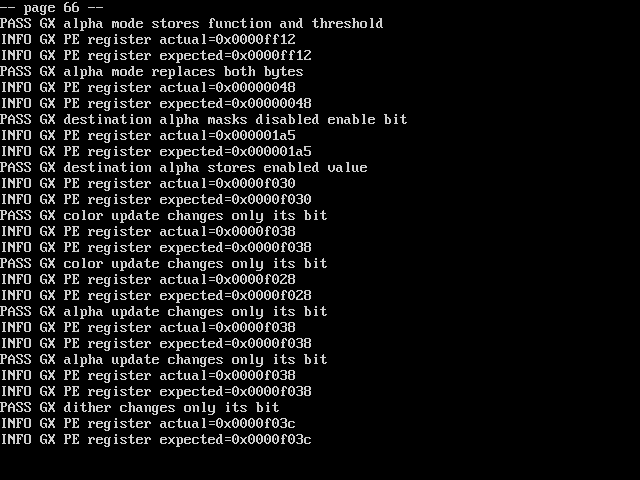 -- page 66 --
PASS GX alpha mode stores function and threshold
INFO GX PE register actual=0x0000ff12
INFO GX PE register expected=0x0000ff12
PASS GX alpha mode replaces both bytes
INFO GX PE register actual=0x00000048
INFO GX PE register expected=0x00000048
PASS GX destination alpha masks disabled enable bit
INFO GX PE register actual=0x000001a5
INFO GX PE register expected=0x000001a5
PASS GX destination alpha stores enabled value
INFO GX PE register actual=0x0000f030
INFO GX PE register expected=0x0000f030
PASS GX color update changes only its bit
INFO GX PE register actual=0x0000f038
INFO GX PE register expected=0x0000f038
PASS GX color update changes only its bit
INFO GX PE register actual=0x0000f028
INFO GX PE register expected=0x0000f028
PASS GX alpha update changes only its bit
INFO GX PE register actual=0x0000f038
INFO GX PE register expected=0x0000f038
PASS GX alpha update changes only its bit
INFO GX PE register actual=0x0000f038
INFO GX PE register expected=0x0000f038
PASS GX dither changes only its bit
INFO GX PE register actual=0x0000f03c
INFO GX PE register expected=0x0000f03c